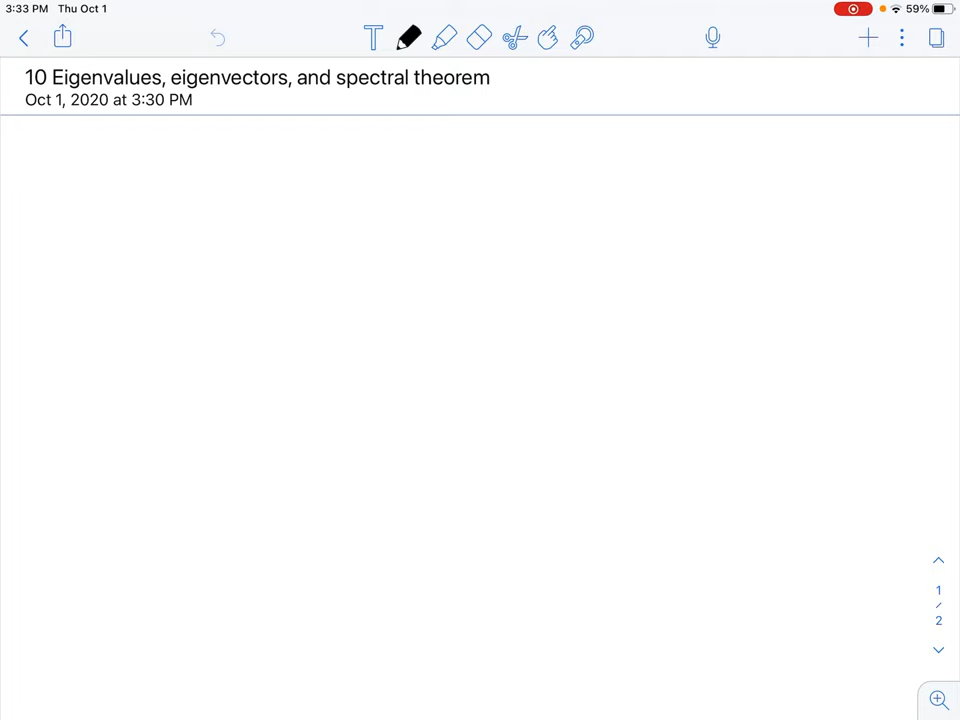 3:33 PM Thu Oct 1
59%
T
10 Eigenvalues, eigenvectors, and spectral theorem
Oct 1, 2020 at 3:30 PM
1
/
2